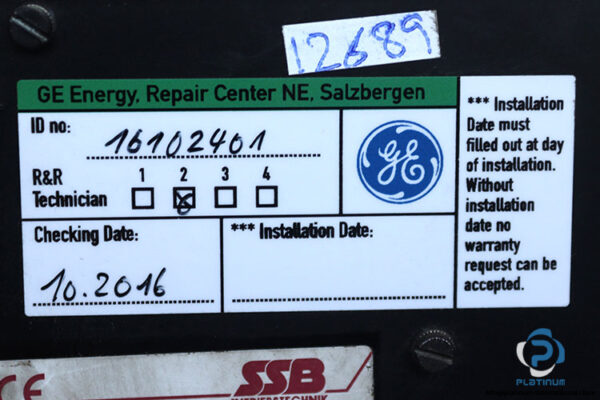 12689
GE Energy, Repair Center NE, Salzbergen
ID no: 16102401
R&R
Technician
1 2 3 4
GE
Checking Date:
10.2016
*** Installation Date:
*** Installation
Date must
filled out at day
of installation.
Without
installation
date no
warranty
request can be
accepted.
CE
SSB
PLATINUM